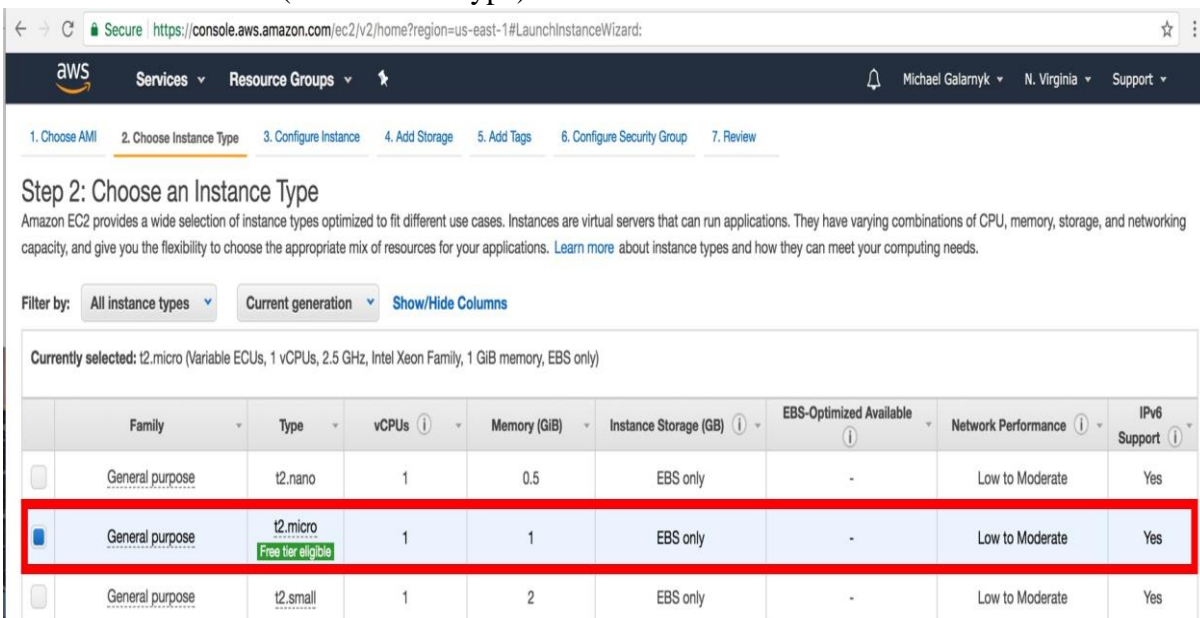 Secure https://console.aws.amazon.com/ec2/v2/home?region=us-east-1#LaunchInstanceWizard:
aws Services Resource Groups Michael Galarnyk N. Virginia Support
1. Choose AMI 2. Choose Instance Type 3. Configure Instance 4. Add Storage 5. Add Tags 6. Configure Security Group 7. Review
Step 2: Choose an Instance Type
Amazon EC2 provides a wide selection of instance types optimized to fit different use cases. Instances are virtual servers that can run applications. They have varying combinations of CPU, memory, storage, and networking
capacity, and give you the flexibility to choose the appropriate mix of resources for your applications. Learn more about instance types and how they can meet your computing needs.
Filter by: All instance types Current generation Show/Hide Columns
Currently selected: t2.micro (Variable ECUs, 1 vCPUs, 2.5 GHz, Intel Xeon Family, 1 GiB memory, EBS only)
Family Type vCPUs Memory (GiB) Instance Storage (GB) EBS-Optimized Available Network Performance IPv6 Support
General purpose t2.nano 1 0.5 EBS only - Low to Moderate Yes
General purpose t2.micro 1 1 EBS only - Low to Moderate Yes
Free tier eligible
General purpose t2.small 1 2 EBS only - Low to Moderate Yes